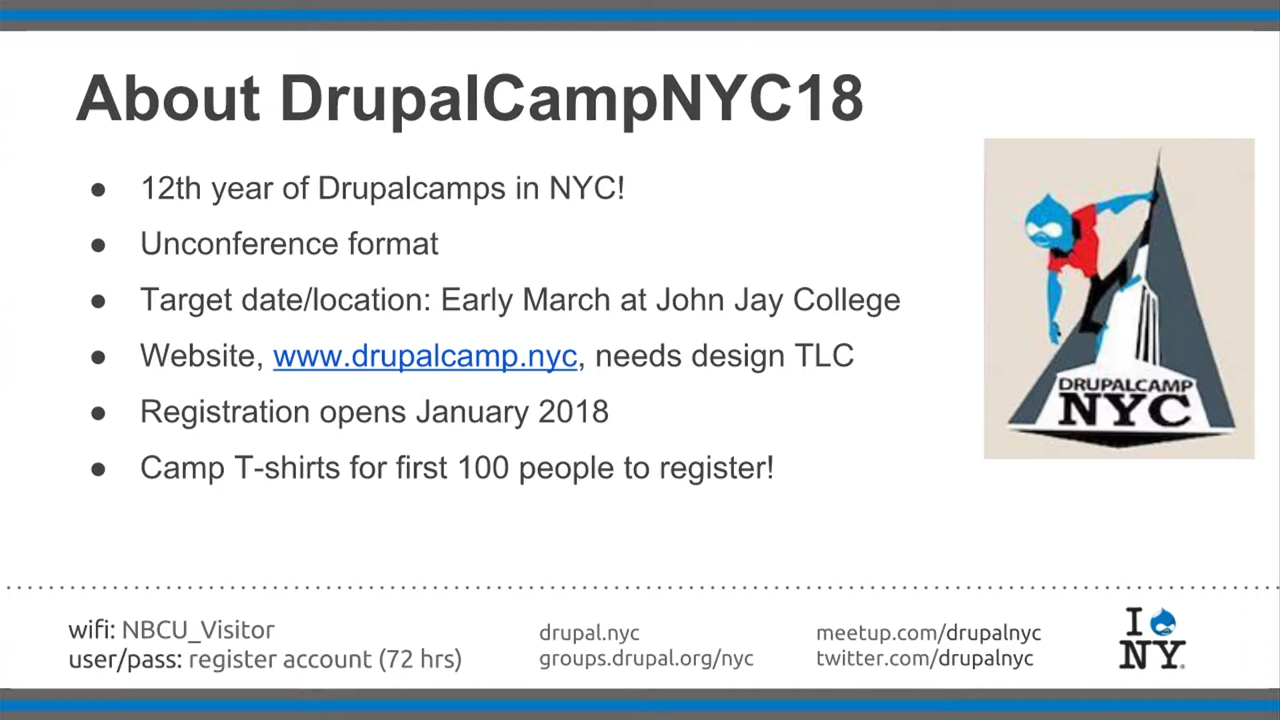 About DrupalCampNYC18
● 12th year of Drupalcamps in NYC!
● Unconference format
● Target date/location: Early March at John Jay College
● Website, www.drupalcamp.nyc, needs design TLC
● Registration opens January 2018
● Camp T-shirts for first 100 people to register!
DRUPALCAMP
NYC
wifi: NBCU_Visitor
user/pass: register account (72 hrs)
drupal.nyc
groups.drupal.org/nyc
meetup.com/drupalnyc
twitter.com/drupalnyc
I
NY